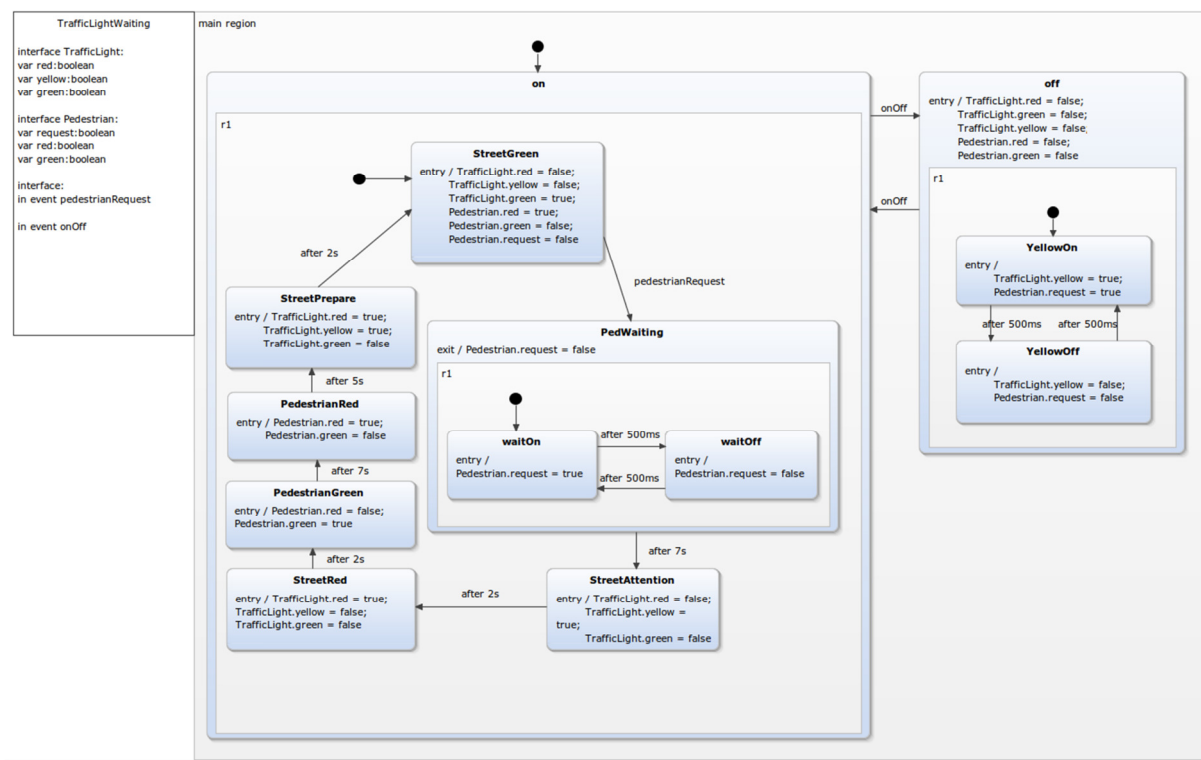 TrafficLightWaiting
interface TrafficLight:
var red:boolean
var yellow:boolean
var green:boolean
interface Pedestrian:
var request:boolean
var red:boolean
var green:boolean
interface:
in event pedestrianRequest
in event onOff
main region
on
r1
StreetGreen
entry / TrafficLight.red = false;
TrafficLight.yellow = false;
TrafficLight.green = true;
Pedestrian.red = true;
Pedestrian.green = false;
Pedestrian.request = false
after 2s
pedestrianRequest
StreetPrepare
entry / TrafficLight.red = true;
TrafficLight.yellow = true;
TrafficLight.green = false
after 5s
PedestrianRed
entry / Pedestrian.red = true;
Pedestrian.green = false
after 7s
PedestrianGreen
entry / Pedestrian.red = false;
Pedestrian.green = true
after 2s
StreetRed
entry / TrafficLight.red = true;
TrafficLight.yellow = false;
TrafficLight.green = false
after 2s
PedWaiting
exit / Pedestrian.request = false
r1
waitOn
entry /
Pedestrian.request = true
after 500ms
after 500ms
waitOff
entry /
Pedestrian.request = false
after 7s
StreetAttention
entry / TrafficLight.red = false;
TrafficLight.yellow =
true;
TrafficLight.green = false
onOff
onOff
off
entry / TrafficLight.red = false;
TrafficLight.green = false;
TrafficLight.yellow = false;
Pedestrian.red = false;
Pedestrian.green = false
r1
YellowOn
entry /
TrafficLight.yellow = true;
Pedestrian.request = true
after 500ms
after 500ms
YellowOff
entry /
TrafficLight.yellow = false;
Pedestrian.request = false